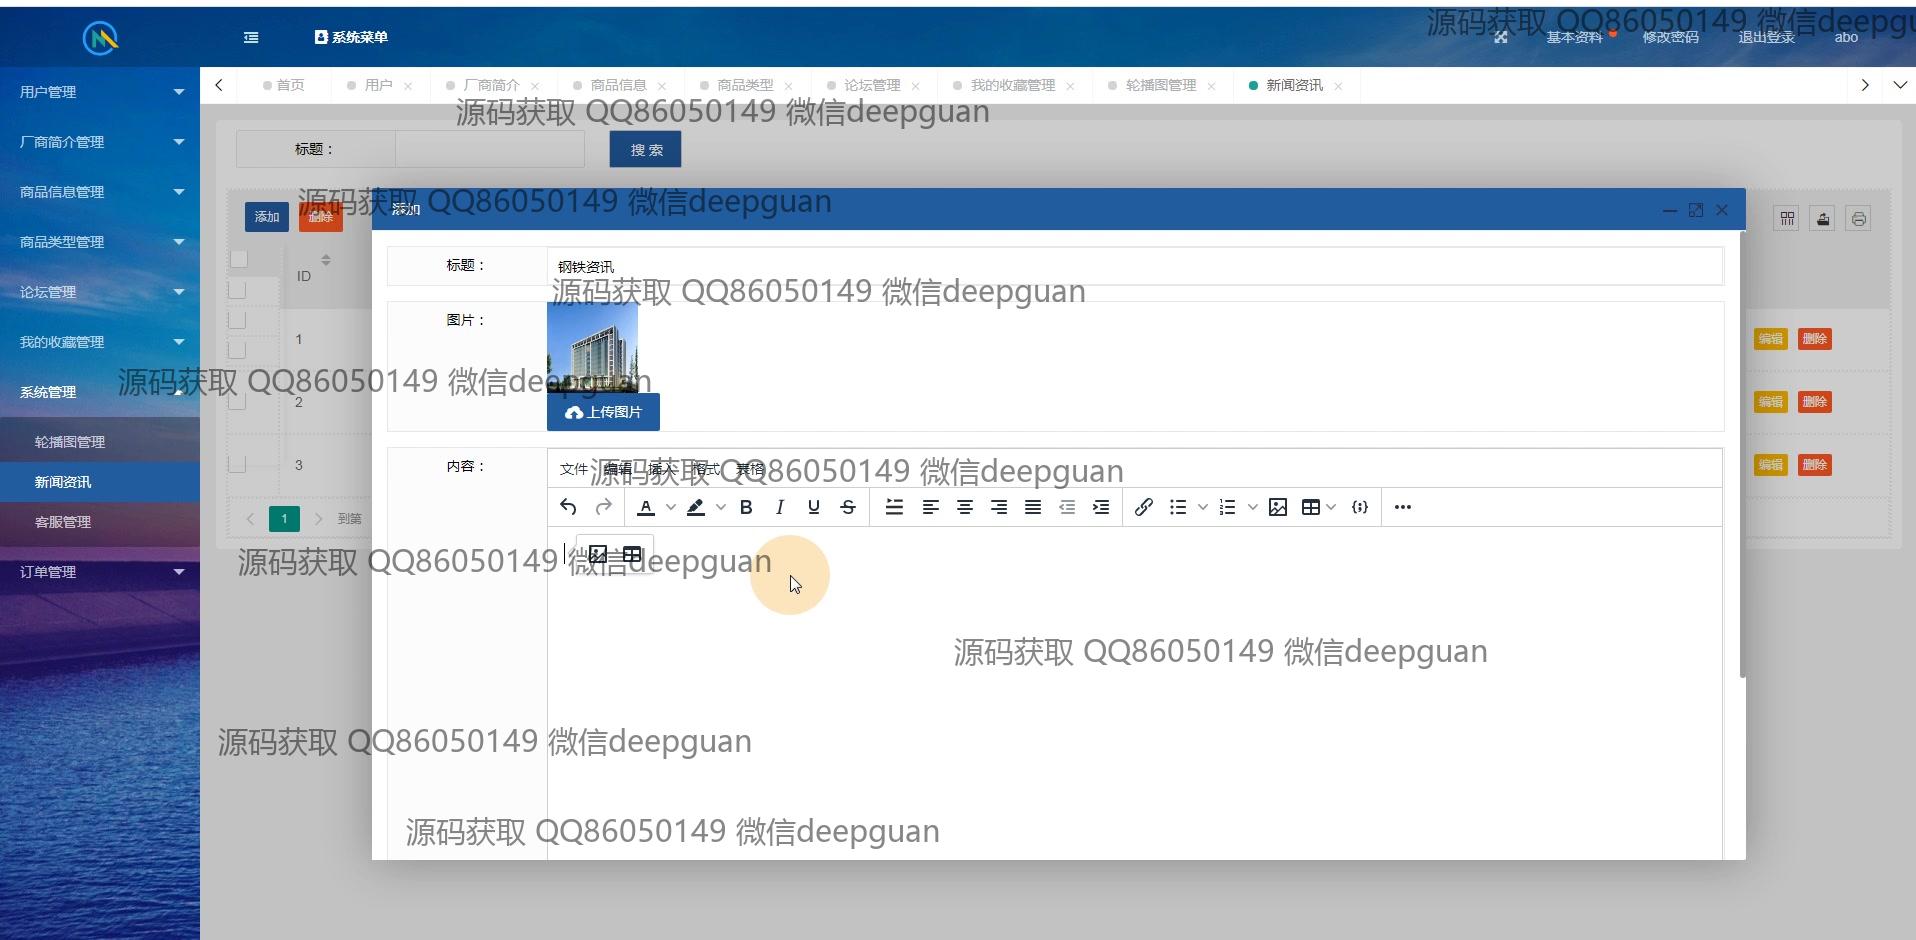 源码获取 QQ86050149 微信deepgu
系统菜单
基本资料 修改密码 退出登录 abo
首页 用户 厂商简介 商品信息 商品类型 论坛管理 我的收藏管理 轮播图管理 新闻资讯
源码获取 QQ86050149 微信deepguan
用户管理
厂商简介管理
商品信息管理
商品类型管理
论坛管理
我的收藏管理
系统管理
轮播图管理
新闻资讯
客服管理
订单管理
标题：
搜索
源码获取 QQ86050149 微信deepguan
添加 删除
ID
1
2
3
1 到第
编辑 删除
编辑 删除
编辑 删除
添加
标题： 钢铁资讯
源码获取 QQ86050149 微信deepguan
图片：
源码获取 QQ86050149 微信deepguan
上传图片
内容：
文件 编辑 插入 格式 表格
源码获取 QQ86050149 微信deepguan
源码获取 QQ86050149 微信deepguan
源码获取 QQ86050149 微信deepguan
源码获取 QQ86050149 微信deepguan
源码获取 QQ86050149 微信deepguan